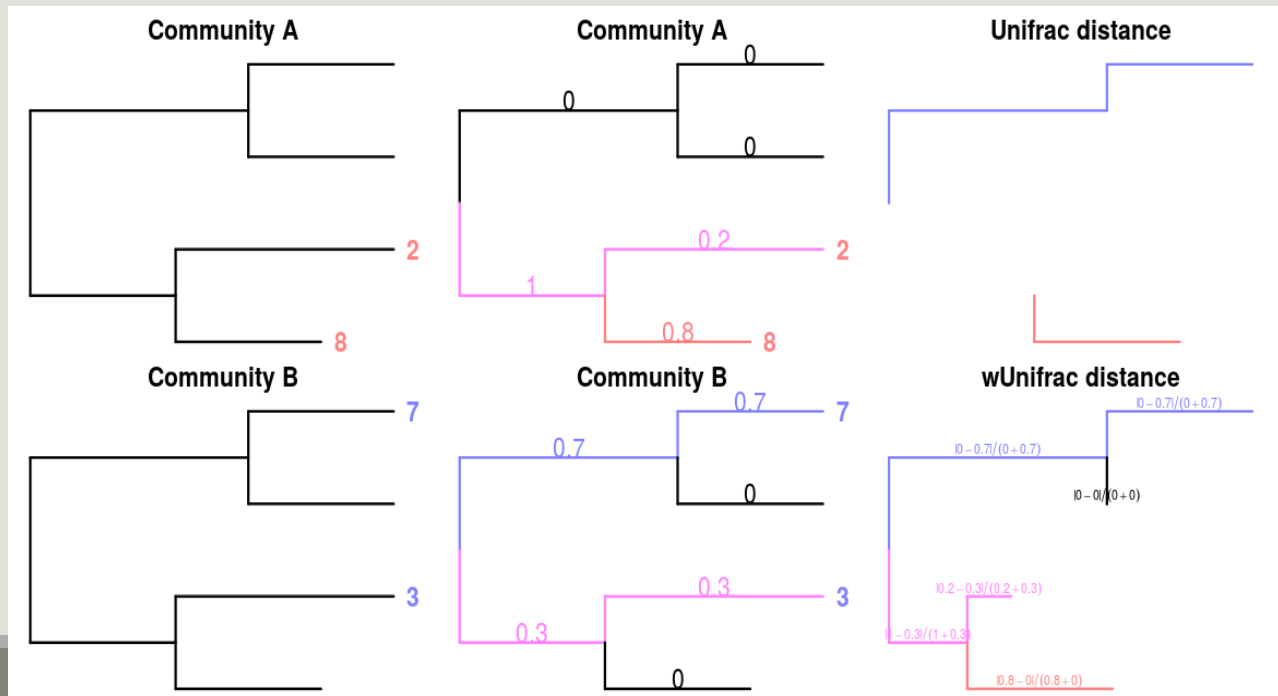 Community A
Community A
Unifrac distance
0
0
0
0.2
2
2
1
0.8
8
8
Community B
Community B
wUnifrac distance
0.7
7
7
|0 − 0.7|/(0 + 0.7)
0.7
|0 − 0.7|/(0 + 0.7)
0
|0 − 0|/(0 + 0)
0.3
3
3
|0.2 − 0.3|/(0.2 + 0.3)
0.3
|1 − 0.3|/(1 + 0.3)
0
|0.8 − 0|/(0.8 + 0)